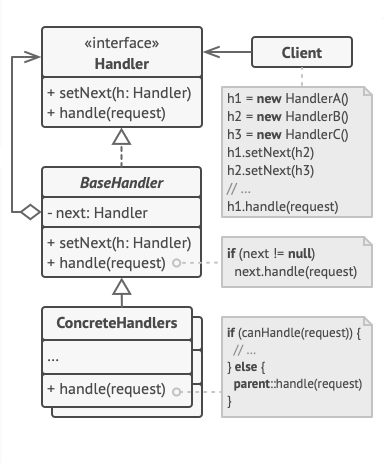 «interface»
Handler
+ setNext(h: Handler)
+ handle(request)
Client
h1 = new HandlerA()
h2 = new HandlerB()
h3 = new HandlerC()
h1.setNext(h2)
h2.setNext(h3)
// ...
h1.handle(request)
BaseHandler
- next: Handler
+ setNext(h: Handler)
+ handle(request)
if (next != null)
next.handle(request)
ConcreteHandlers
...
+ handle(request)
if (canHandle(request)) {
// ...
} else {
parent::handle(request)
}